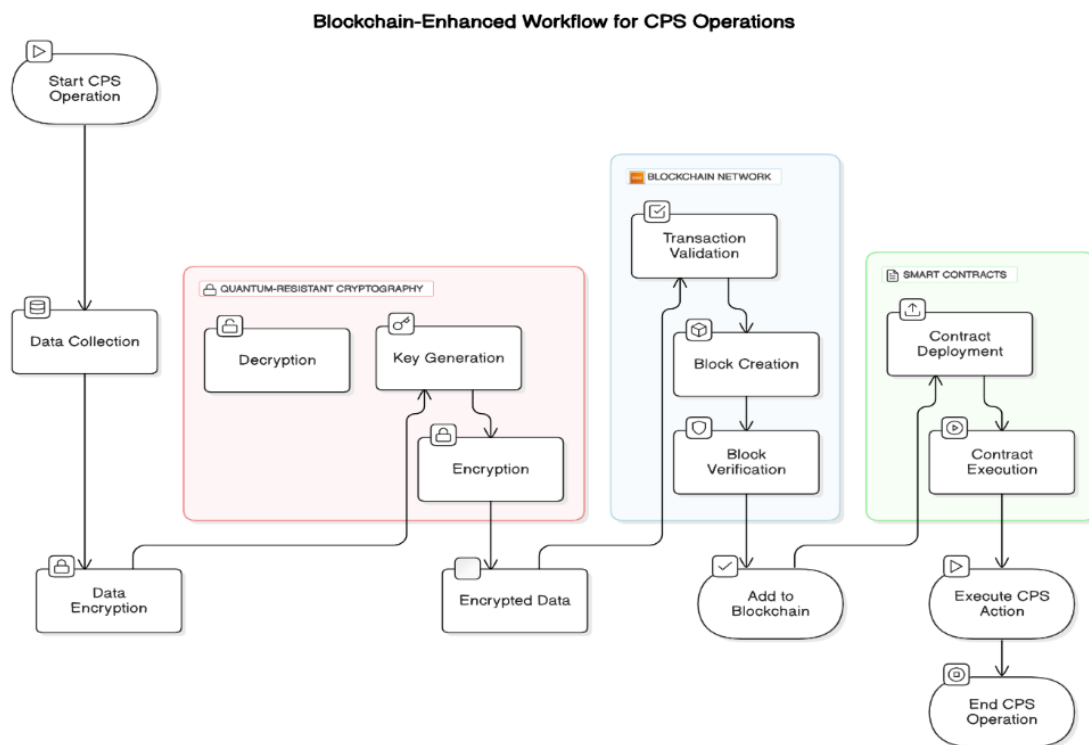 Blockchain-Enhanced Workflow for CPS Operations
Start CPS
Operation
Data Collection
Data
Encryption
QUANTUM-RESISTANT CRYPTOGRAPHY
Decryption
Key Generation
Encryption
Encrypted Data
BLOCKCHAIN NETWORK
Transaction
Validation
Block Creation
Block
Verification
Add to
Blockchain
SMART CONTRACTS
Contract
Deployment
Contract
Execution
Execute CPS
Action
End CPS
Operation